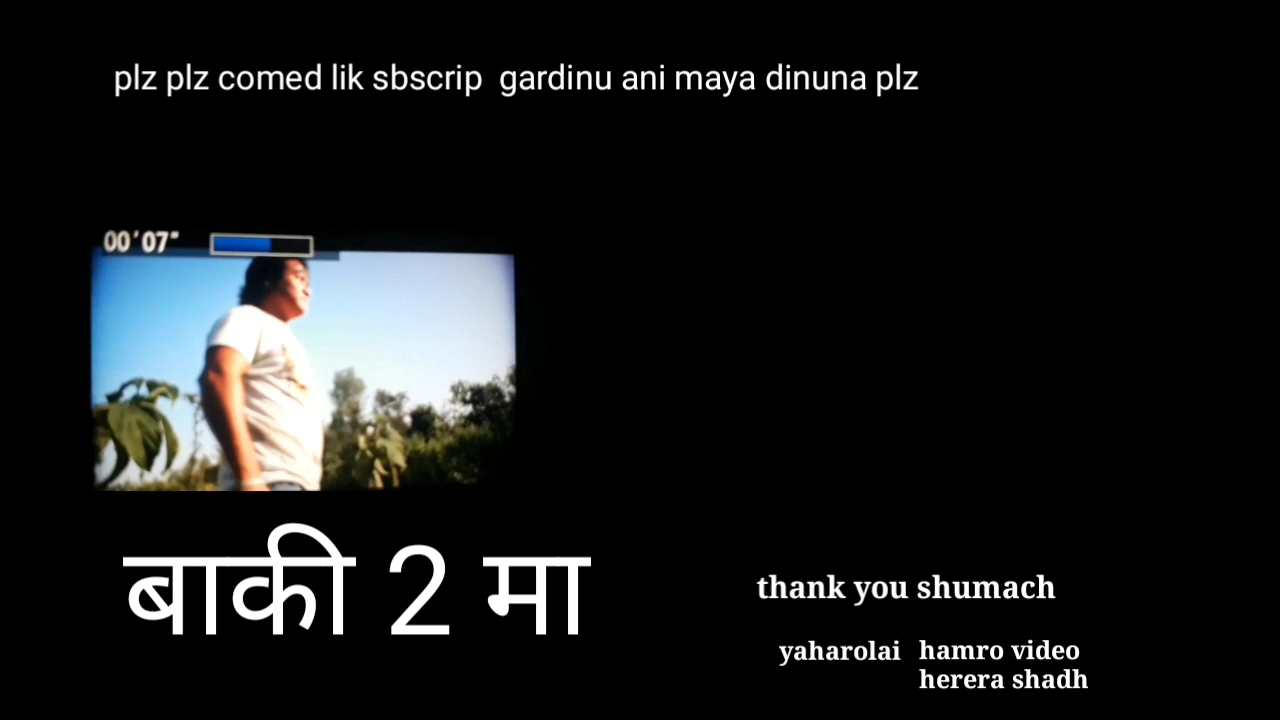 plz plz comed lik sbscrip gardinu ani maya dinuna plz
00'07"
बाकी 2 मा
thank you shumach
yaharolai hamro video
herera shadh